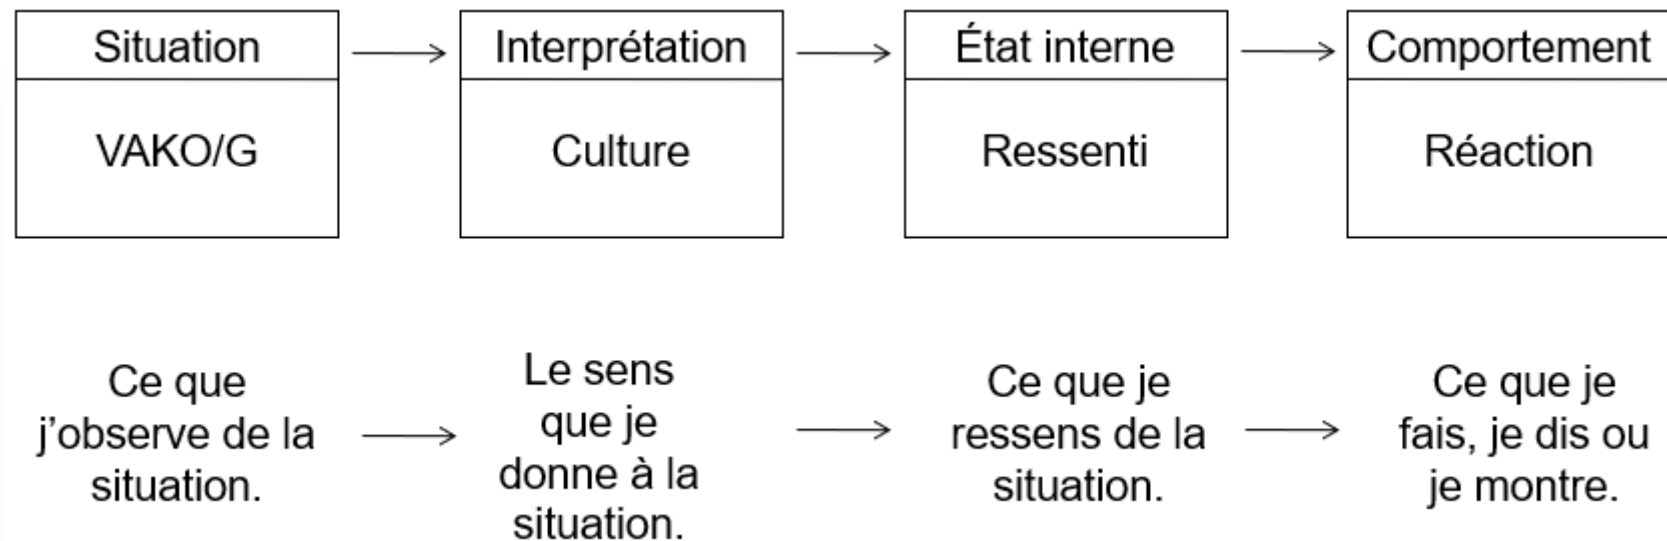 Situation
Interprétation
État interne
Comportement
VAKO/G
Culture
Ressenti
Réaction
Ce que
j’observe de la
situation.
Le sens
que je
donne à la
situation.
Ce que je
ressens de la
situation.
Ce que je
fais, je dis ou
je montre.